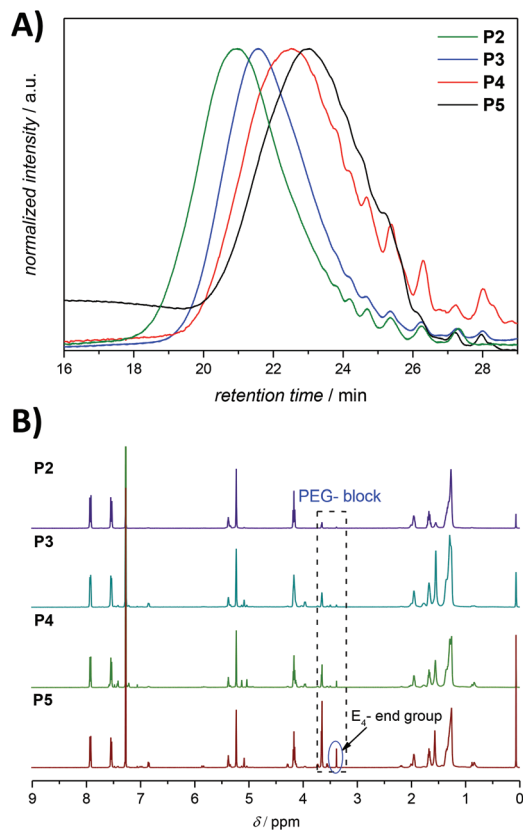 A)
P2
P3
P4
P5
normalized intensity / a.u.
16 18 20 22 24 26 28
retention time / min
B)
P2
PEG- block
P3
P4
P5
E₄- end group
9 8 7 6 5 4 3 2 1 0
δ / ppm